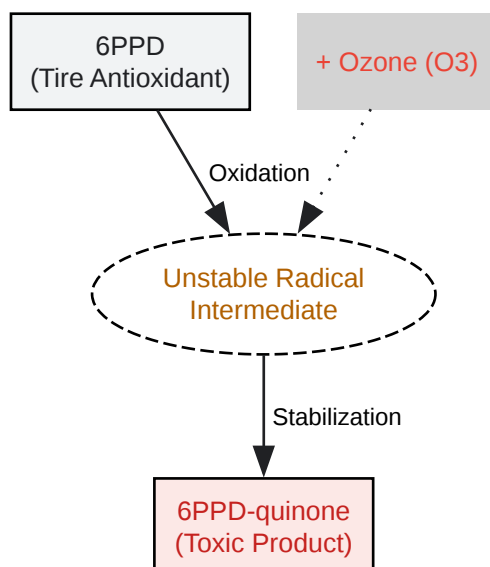 6PPD
(Tire Antioxidant)
+ Ozone (O3)
Oxidation
Unstable Radical
Intermediate
Stabilization
6PPD-quinone
(Toxic Product)